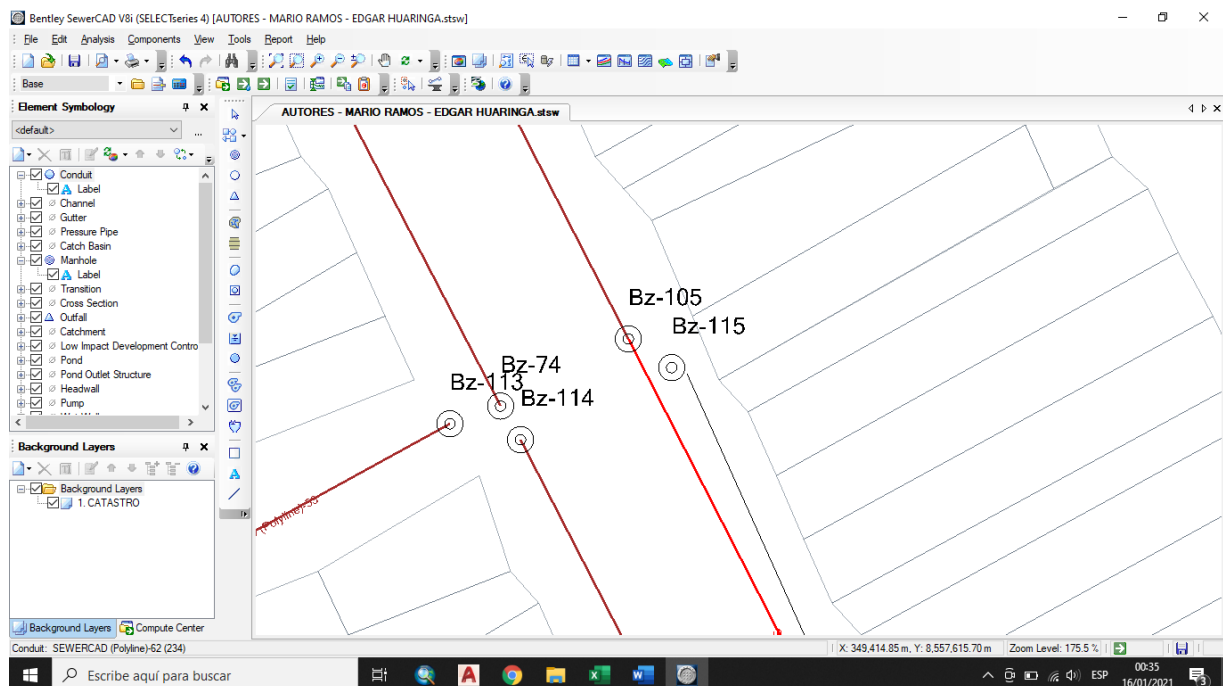 Bentley SewerCAD V8i (SELECTseries 4) [AUTORES - MARIO RAMOS - EDGAR HUARINGA.stsw]
File Edit Analysis Components View Tools Report Help
Base
Element Symbology
<default>
...
Conduit
Label
Channel
Gutter
Pressure Pipe
Catch Basin
Manhole
Label
Transition
Cross Section
Outfall
Catchment
Low Impact Development Contro
Pond
Pond Outlet Structure
Headwall
Pump
Background Layers
Background Layers
1. CATASTRO
Background Layers Compute Center
AUTORES - MARIO RAMOS - EDGAR HUARINGA.stsw
Bz-105
Bz-115
Bz-74
Bz-113
Bz-114
(Polyline)-53
Conduit: SEWERCAD (Polyline)-62 (234)
X: 349,414.85 m, Y: 8,557,615.70 m Zoom Level: 175.5 %
Escribe aquí para buscar
ESP
00:35
16/01/2021